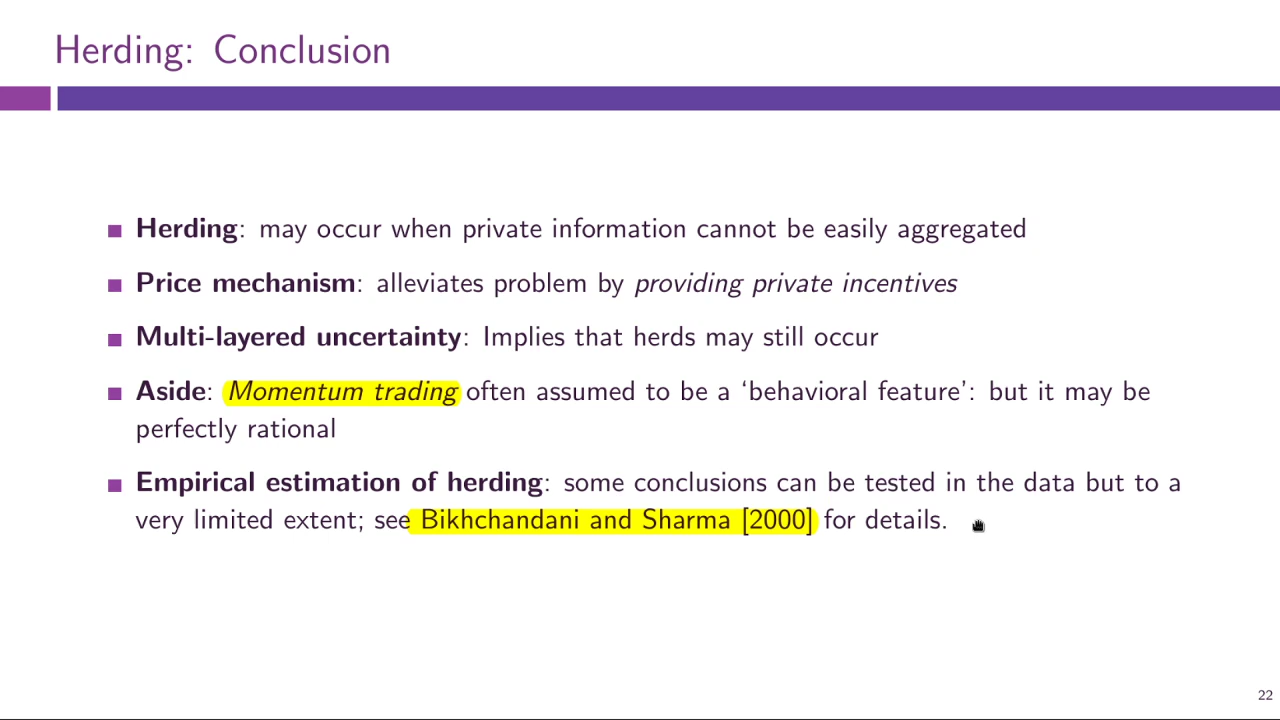 Herding: Conclusion
Herding: may occur when private information cannot be easily aggregated
Price mechanism: alleviates problem by providing private incentives
Multi-layered uncertainty: Implies that herds may still occur
Aside: Momentum trading often assumed to be a ‘behavioral feature’: but it may be
perfectly rational
Empirical estimation of herding: some conclusions can be tested in the data but to a
very limited extent; see Bikhchandani and Sharma [2000] for details.
22